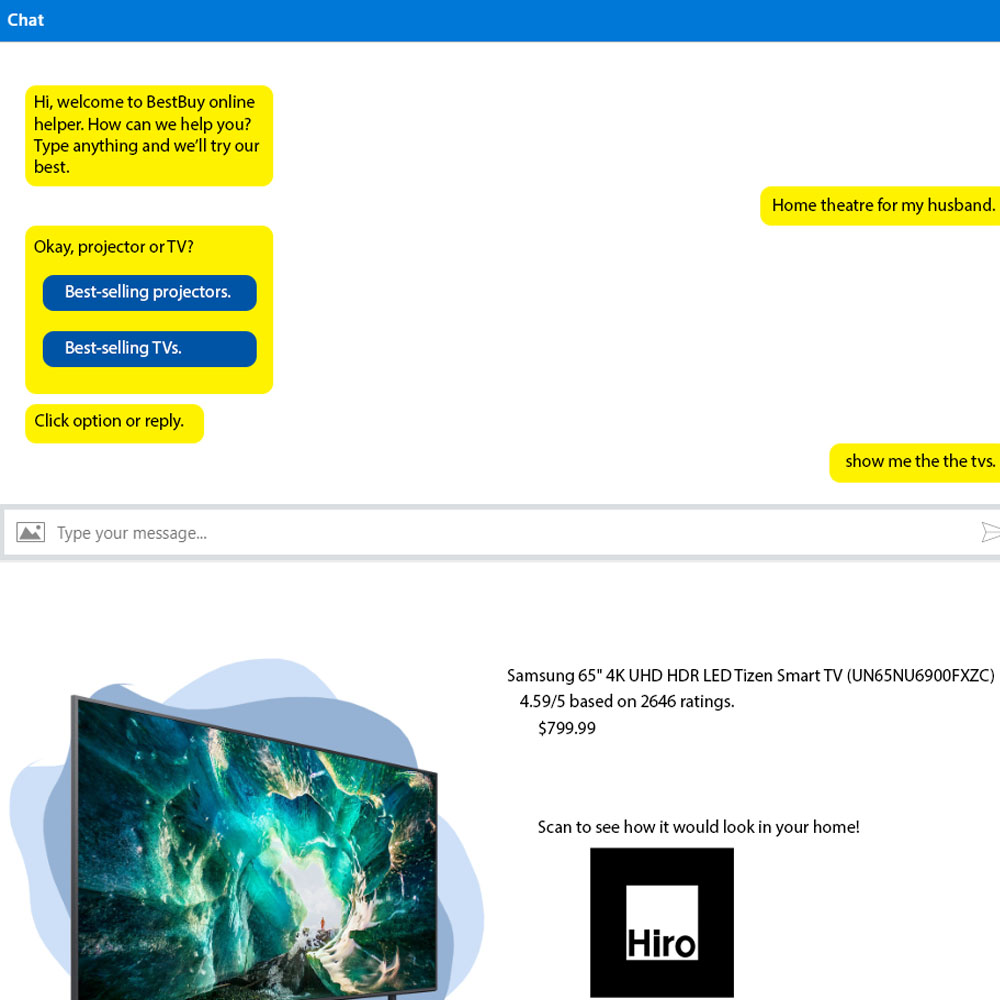 Chat
Hi, welcome to BestBuy online
helper. How can we help you?
Type anything and we'll try our
best.
Home theatre for my husband.
Okay, projector or TV?
Best-selling projectors.
Best-selling TVs.
Click option or reply.
show me the the tvs.
Type your message...
Samsung 65" 4K UHD HDR LED Tizen Smart TV (UN65NU6900FXZC)
4.59/5 based on 2646 ratings.
$799.99
Scan to see how it would look in your home!
Hiro